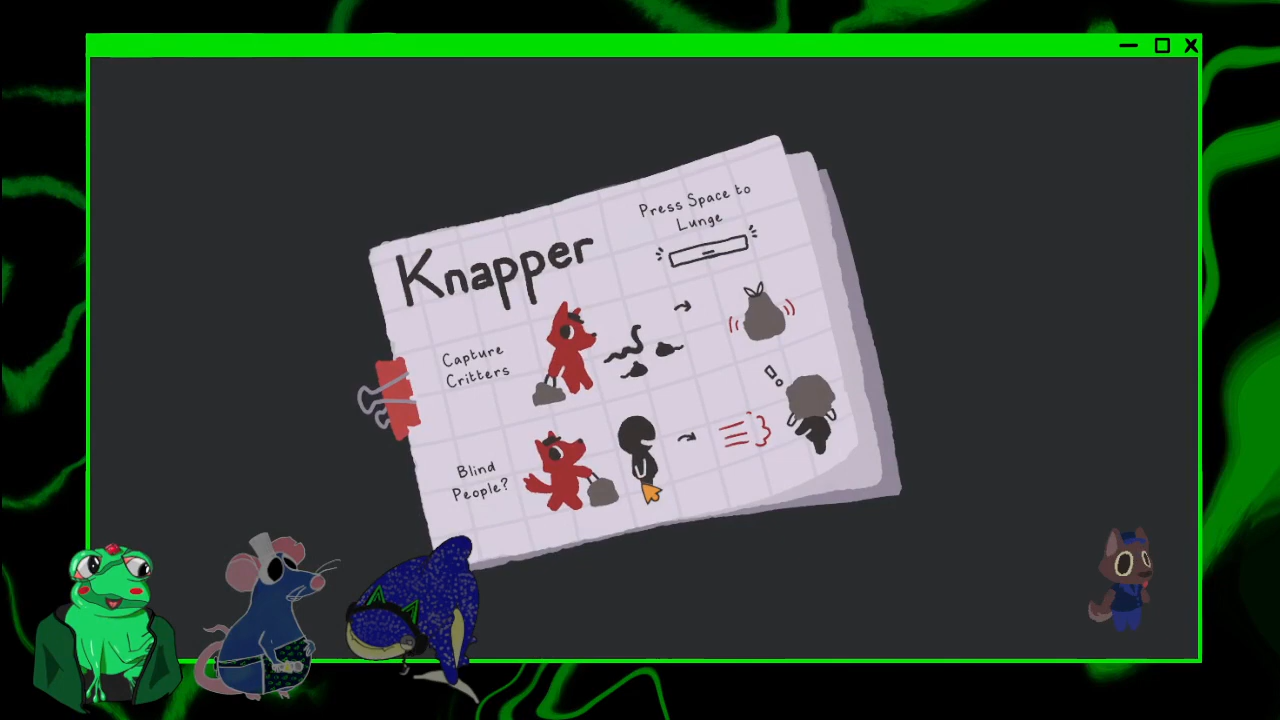 Press Space to
Lunge
Knapper
Capture
Critters
Blind
People?